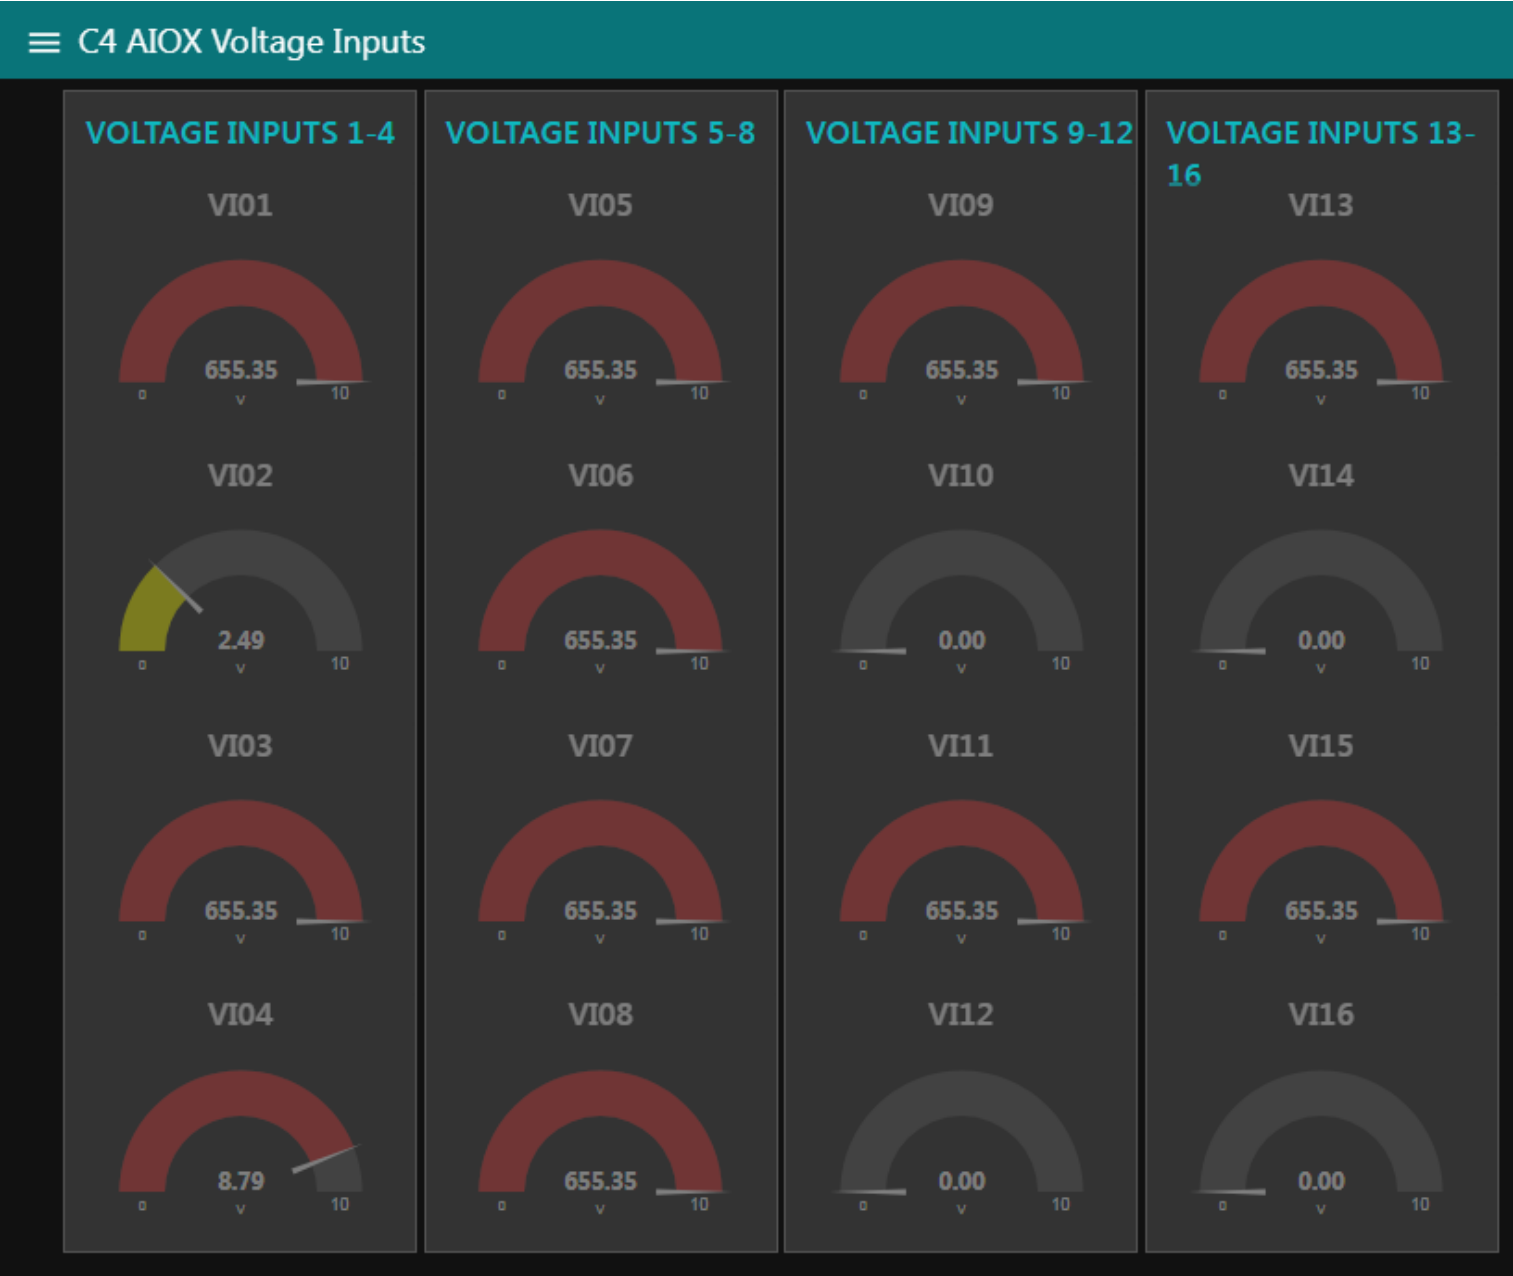 C4 AIOX Voltage Inputs
VOLTAGE INPUTS 1-4
VI01
655.35
0 10
v
VI02
2.49
0 10
v
VI03
655.35
0 10
v
VI04
8.79
0 10
v
VOLTAGE INPUTS 5-8
VI05
655.35
0 10
v
VI06
655.35
0 10
v
VI07
655.35
0 10
v
VI08
655.35
0 10
v
VOLTAGE INPUTS 9-12
VI09
655.35
0 10
v
VI10
0.00
0 10
v
VI11
655.35
0 10
v
VI12
0.00
0 10
v
VOLTAGE INPUTS 13-
16
VI13
655.35
0 10
v
VI14
0.00
0 10
v
VI15
655.35
0 10
v
VI16
0.00
0 10
v